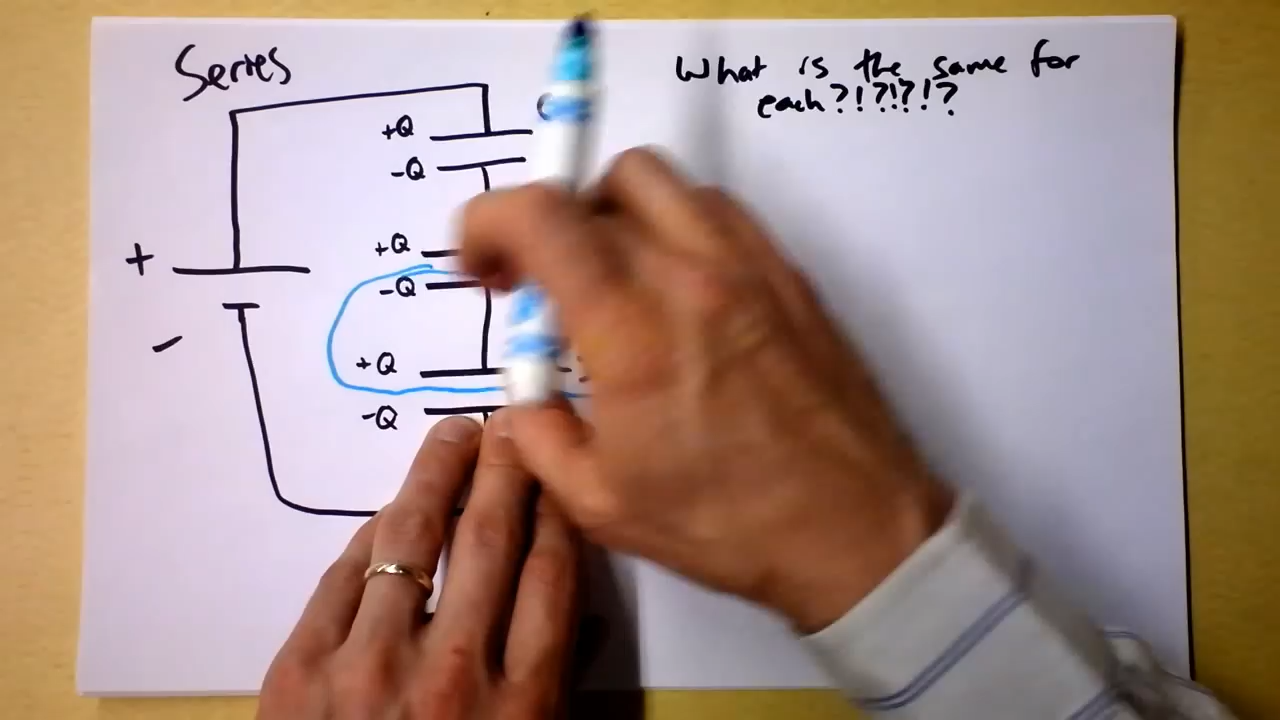 Series
What is the same for
each?!?!?!?
+Q
-Q
+Q
+
-Q
-
+Q
-Q